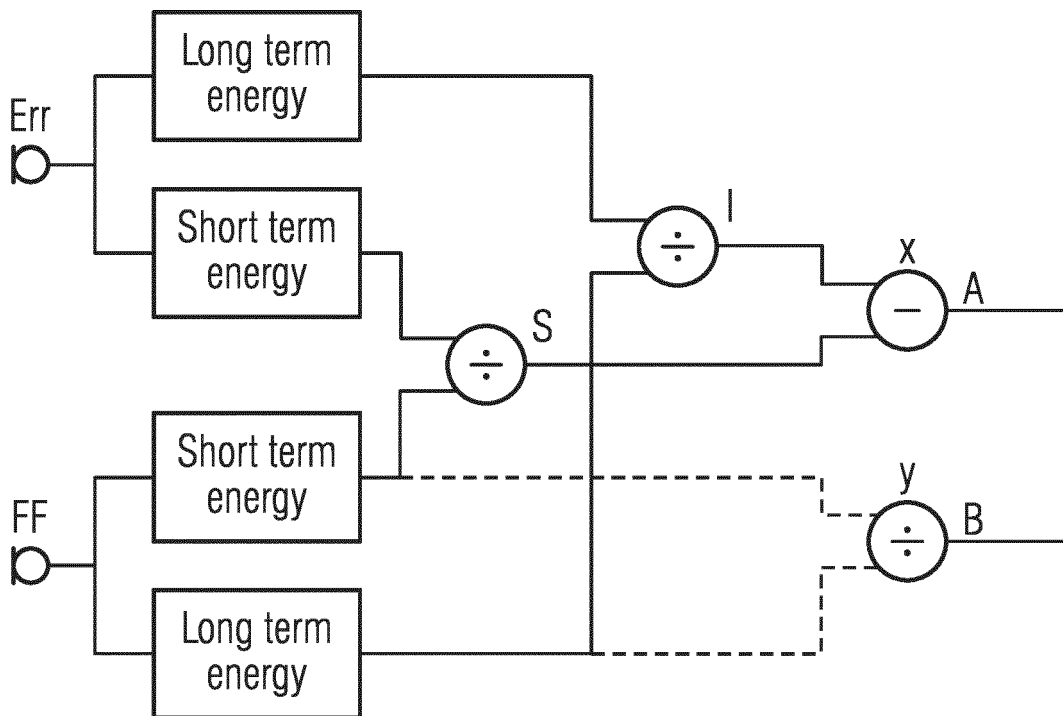 Long term
energy
Err
Short term
energy
l
x
A
÷
−
S
÷
Short term
energy
y
FF
B
÷
Long term
energy